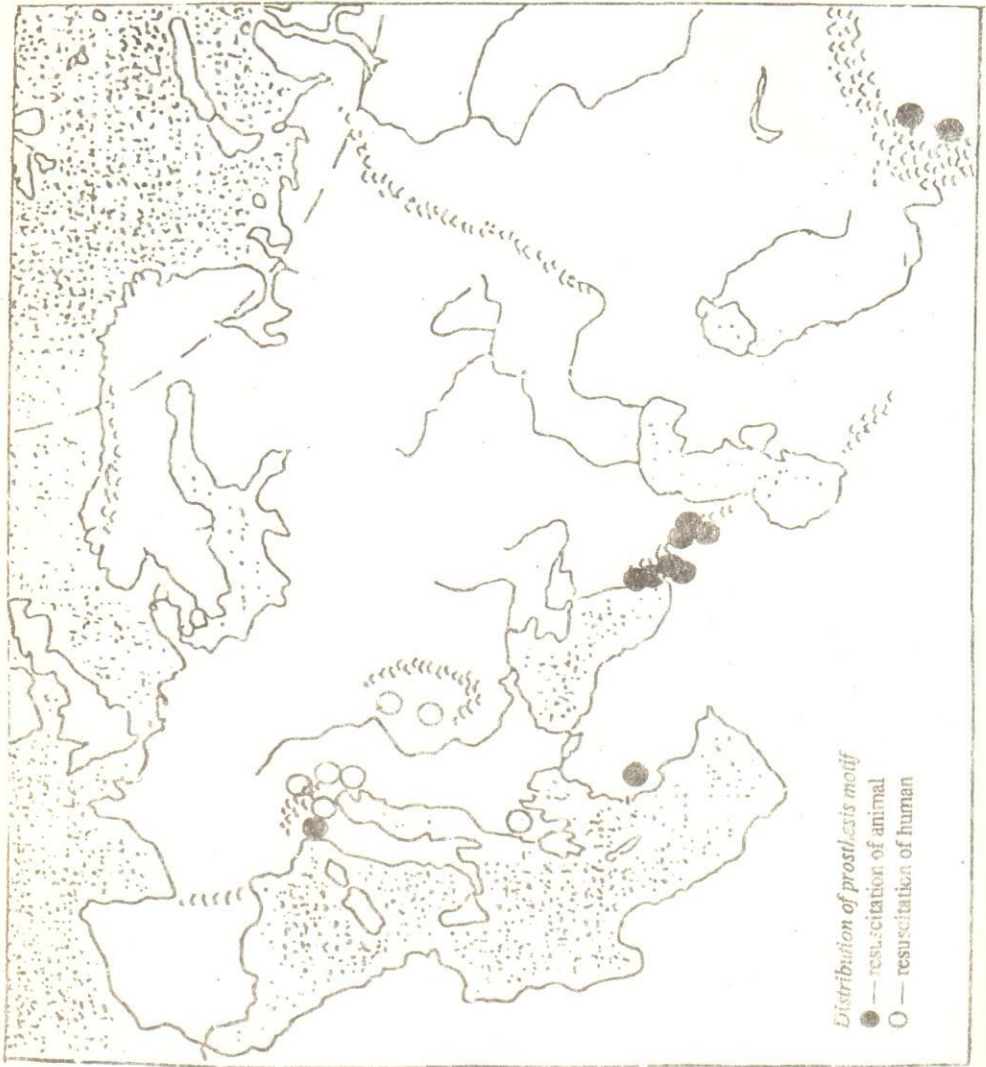 Distribution of prosthesis motif
● — resuscitation of animal
○ — resuscitation of human